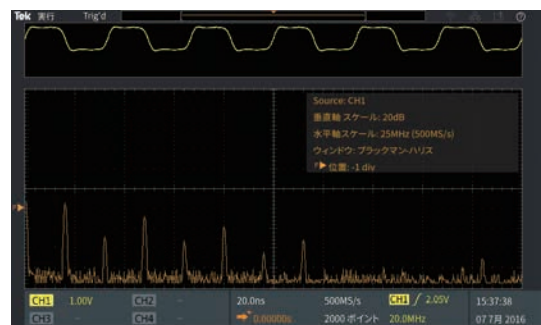 Tek 実行 Trig'd
Source: CH1
垂直軸 スケール: 20dB
水平軸スケール: 25MHz (500MS/s)
ウィンドウ: ブラックマン-ハリス
位置: -1 div
CH1 1.00V CH2 - 20.0ns 500MS/s CH1 / 2.05V 15:37:38
CH3 - CH4 - 0.00000s 2000 ポイント 20.0MHz 07 7月 2016